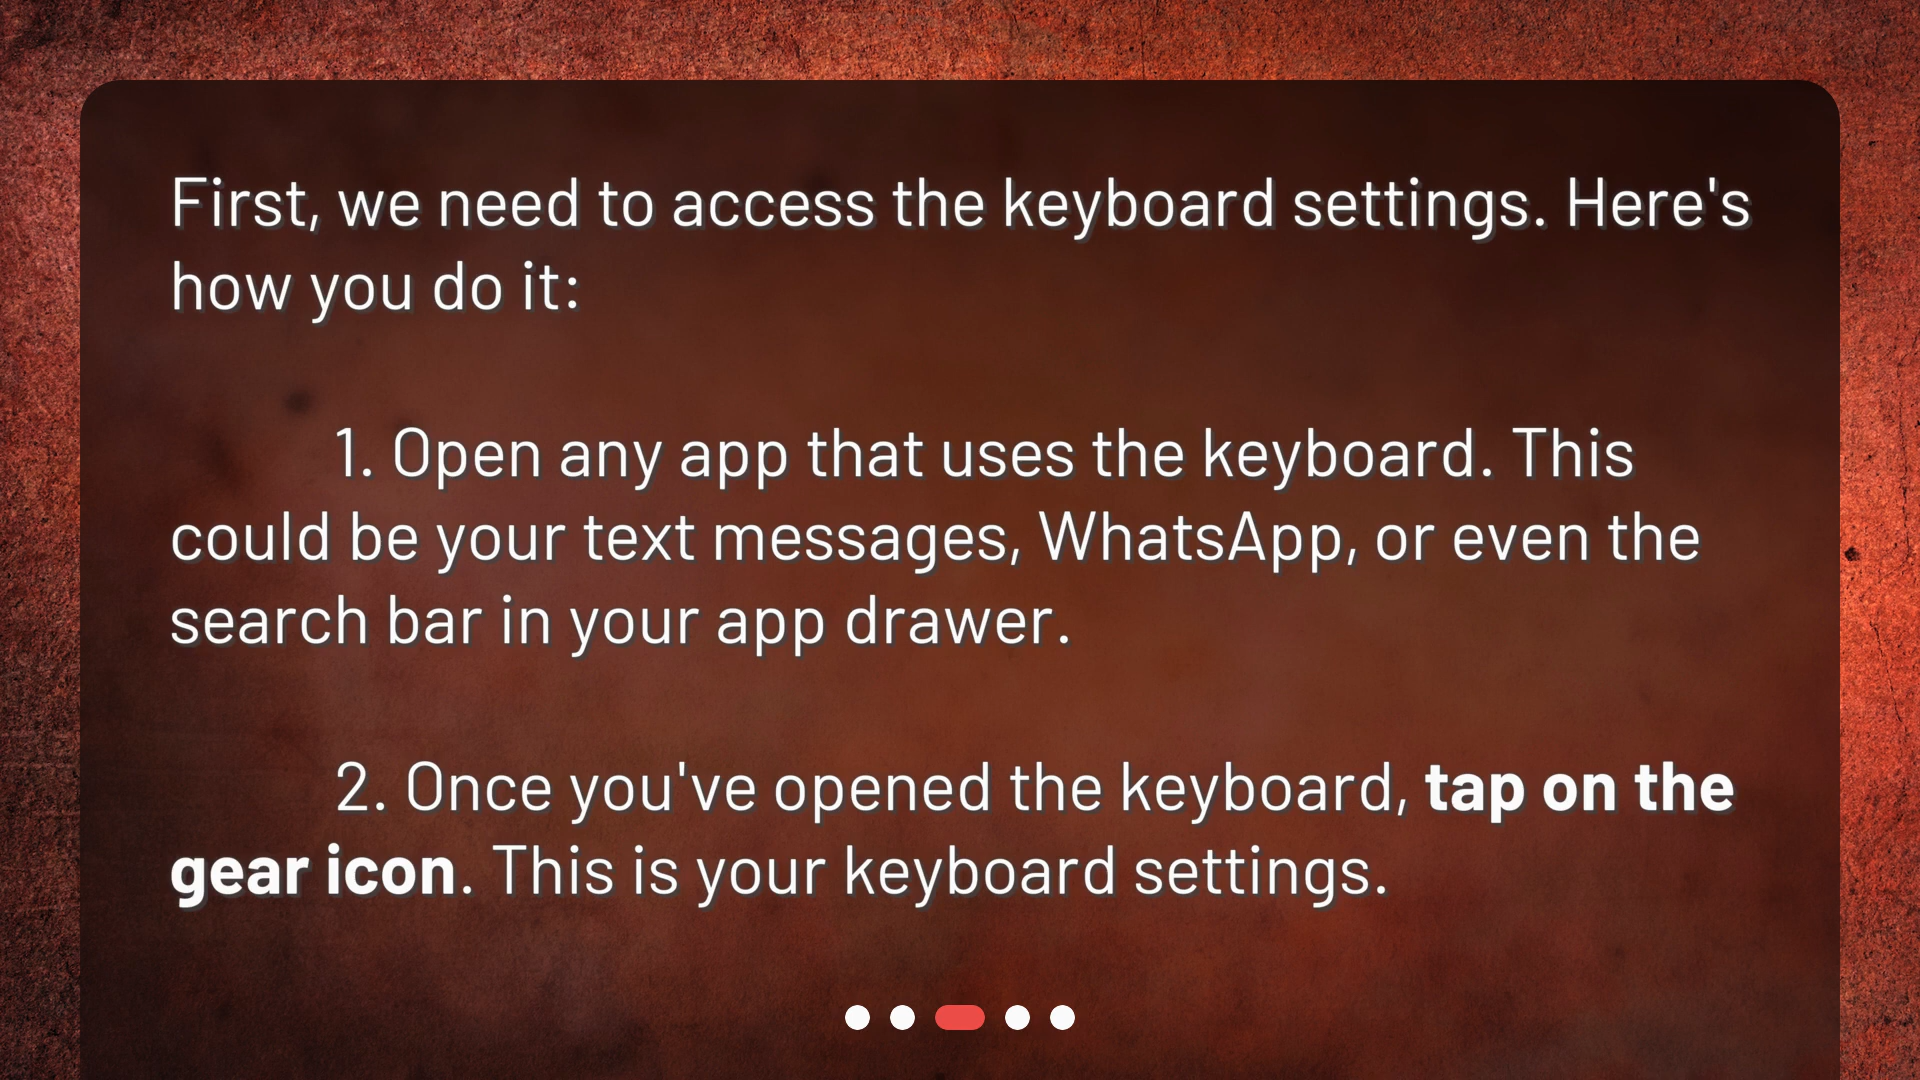 First, we need to access the keyboard settings. Here's
how you do it:
1. Open any app that uses the keyboard. This
could be your text messages, WhatsApp, or even the
search bar in your app drawer.
2. Once you've opened the keyboard, tap on the
gear icon. This is your keyboard settings.